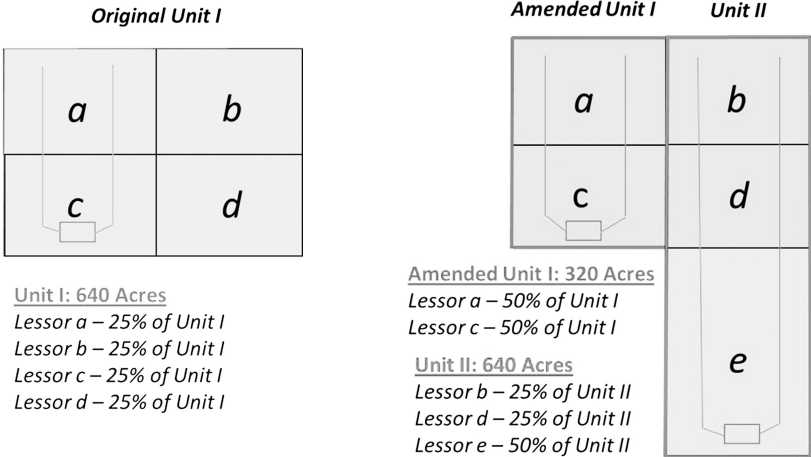 Original Unit I
a
b
c
d
Unit I: 640 Acres
Lessor a – 25% of Unit I
Lessor b – 25% of Unit I
Lessor c – 25% of Unit I
Lessor d – 25% of Unit I
Amended Unit I
Unit II
a
b
c
d
e
Amended Unit I: 320 Acres
Lessor a – 50% of Unit I
Lessor c – 50% of Unit I
Unit II: 640 Acres
Lessor b – 25% of Unit II
Lessor d – 25% of Unit II
Lessor e – 50% of Unit II